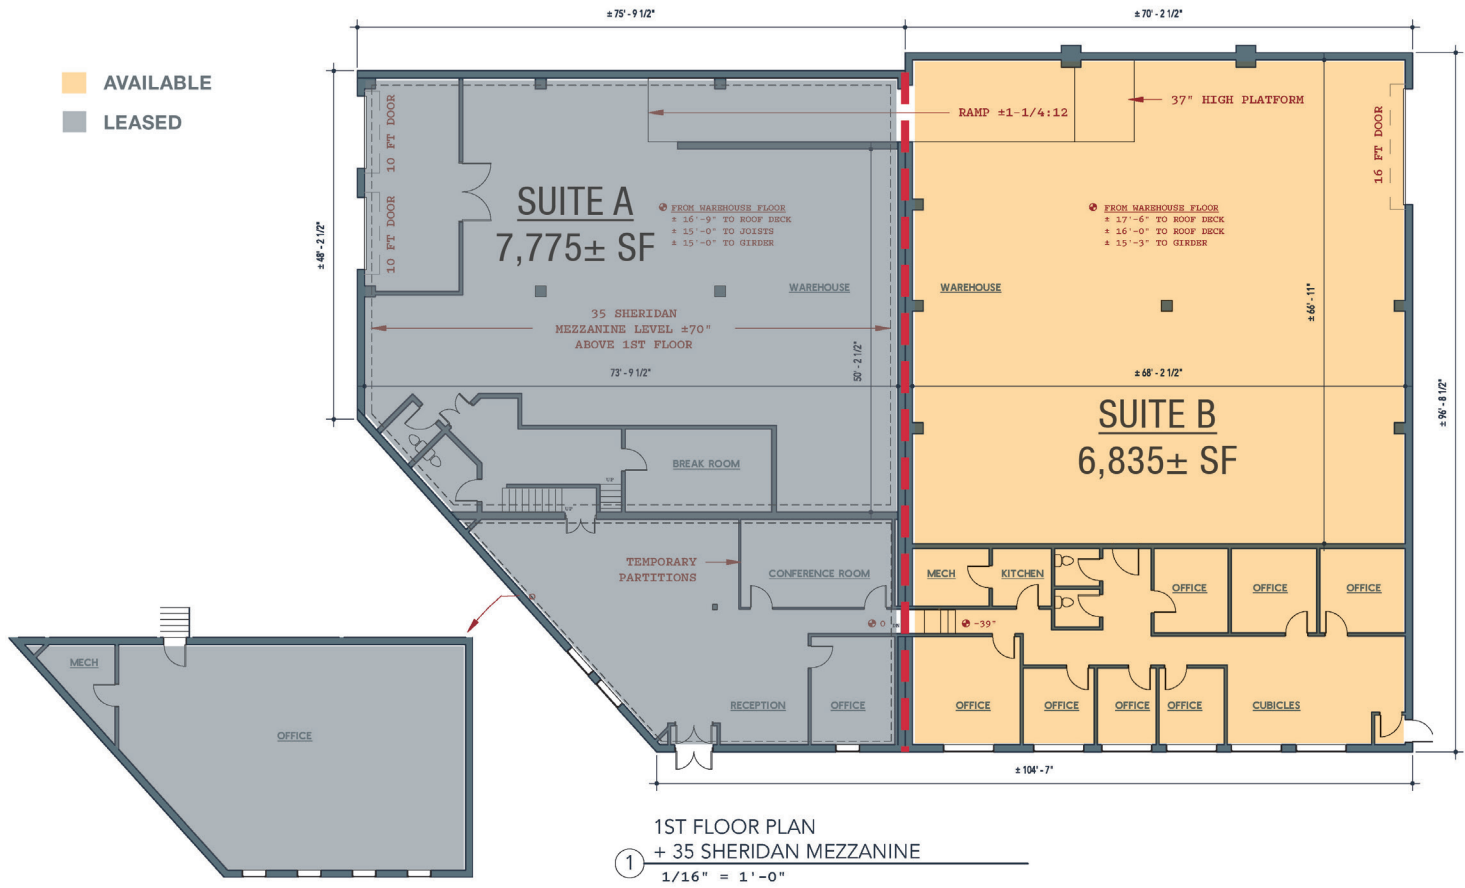 ± 75' - 9 1/2"
± 70' - 2 1/2"
AVAILABLE
LEASED
10 FT DOOR
10 FT DOOR
RAMP ±1-1/4:12
37" HIGH PLATFORM
16 FT DOOR
SUITE A
7,775± SF
FROM WAREHOUSE FLOOR
± 16'-9" TO ROOF DECK
± 15'-0" TO JOISTS
± 15'-0" TO GIRDER
FROM WAREHOUSE FLOOR
± 17'-6" TO ROOF DECK
± 16'-0" TO ROOF DECK
± 15'-3" TO GIRDER
± 48' - 2 1/2"
WAREHOUSE
WAREHOUSE
35 SHERIDAN
MEZZANINE LEVEL ±70"
ABOVE 1ST FLOOR
± 66' - 11"
50' - 2 1/2"
73' - 9 1/2"
± 68' - 2 1/2"
± 96' - 8 1/2"
SUITE B
6,835± SF
BREAK ROOM
UP
UP
TEMPORARY
PARTITIONS
CONFERENCE ROOM
MECH
KITCHEN
OFFICE
OFFICE
OFFICE
0
-39"
MECH
OFFICE
RECEPTION
OFFICE
OFFICE
OFFICE
OFFICE
OFFICE
CUBICLES
± 104' - 7"
1ST FLOOR PLAN
+ 35 SHERIDAN MEZZANINE
1
1/16" = 1'-0"